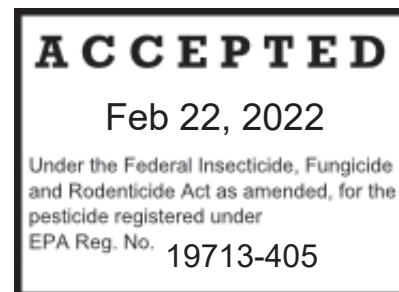 ACCEPTED
Feb 22, 2022
Under the Federal Insecticide, Fungicide
and Rodenticide Act as amended, for the
pesticide registered under
EPA Reg. No. 19713-405